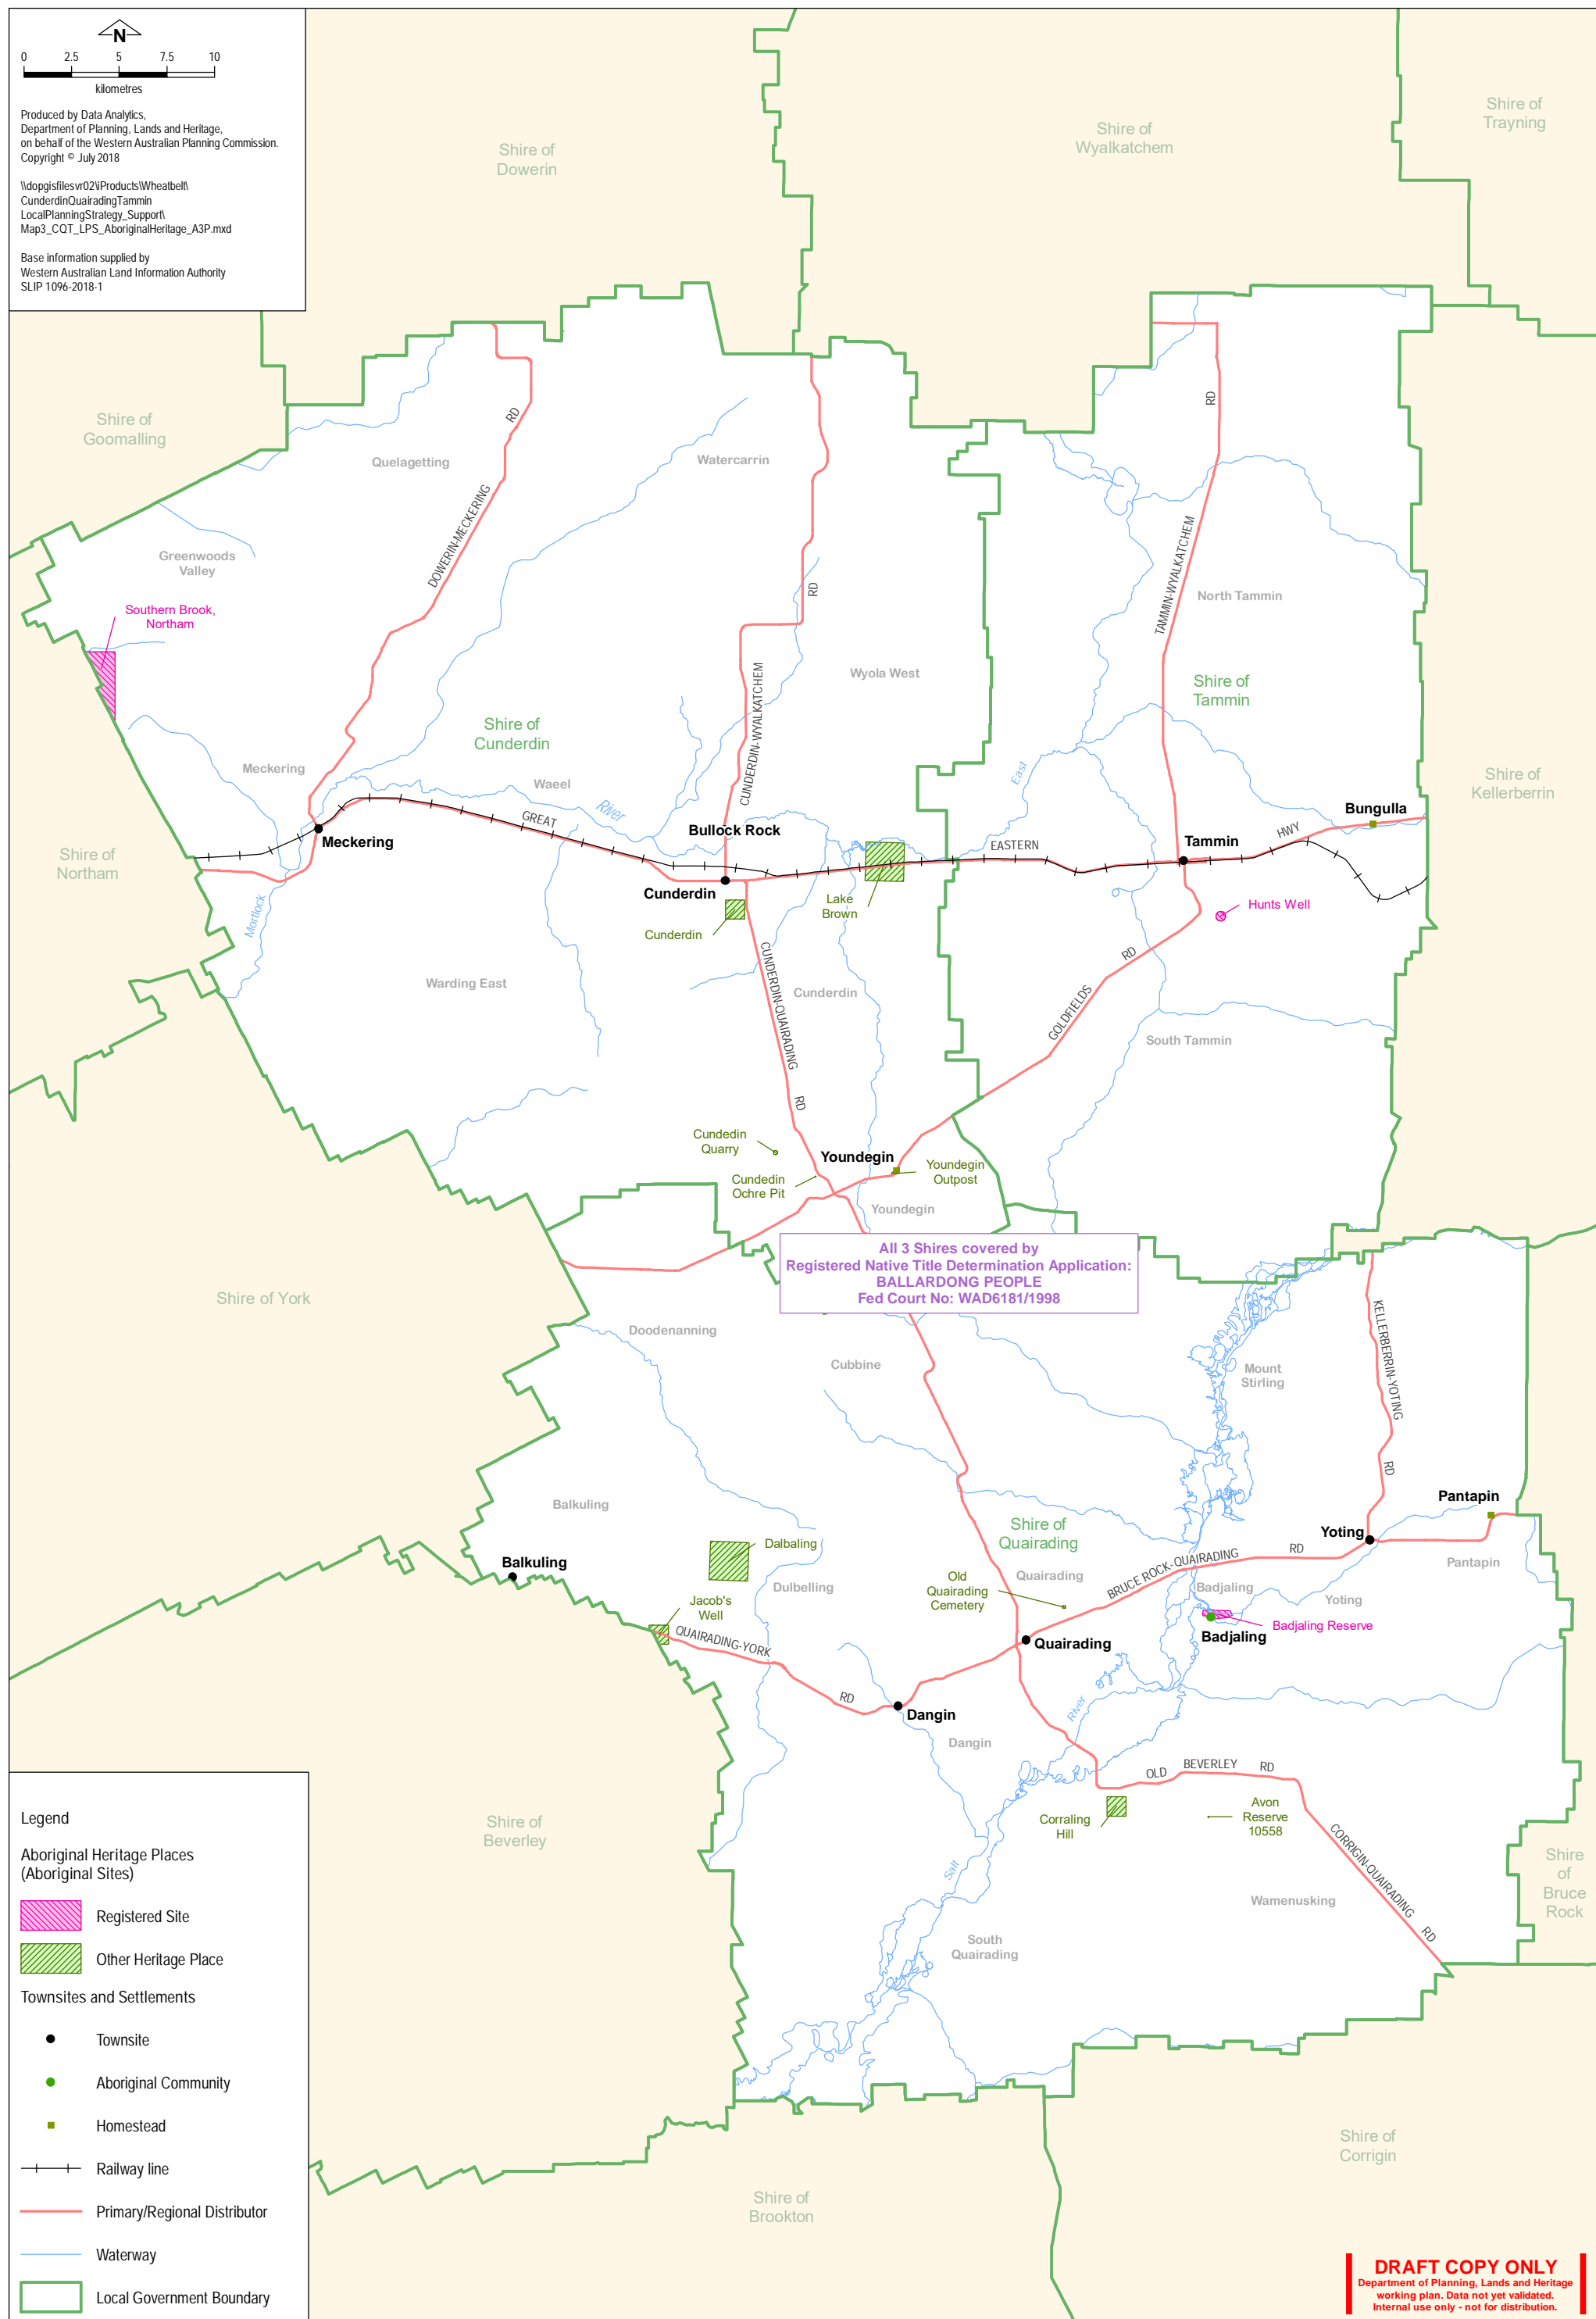 N
0 2.5 5 7.5 10
kilometres
Produced by Data Analytics,
Department of Planning, Lands and Heritage,
on behalf of the Western Australian Planning Commission.
Copyright © July 2018
\\dopgisfilesvr02\iProducts\Wheatbelt\
CunderdinQuairadingTammin
LocalPlanningStrategy_Support\
Map3_CQT_LPS_AboriginalHeritage_A3P.mxd
Base information supplied by
Western Australian Land Information Authority
SLIP 1096-2018-1
Shire of
Dowerin
Shire of
Wyalkatchem
Shire of
Trayning
Shire of
Goomalling
Quelagetting
RD
Watercarrin
RD
DOWERIN-MECKERING
Greenwoods
Valley
Southern Brook,
Northam
RD
TAMMIN-WYALKATCHEM
North Tammin
Wyola West
CUNDERDIN-WYALKATCHEM
Shire of
Cunderdin
Shire of
Tammin
Meckering
Waeel
East
Shire of
Kellerberrin
River
GREAT
Bungulla
Bullock Rock
HWY
Meckering
EASTERN
Tammin
Shire of
Northam
Cunderdin
Lake
Brown
Hunts Well
Mortlock
Cunderdin
Warding East
CUNDERDIN-QUAIRADING
Cunderdin
RD
GOLDFIELDS
South Tammin
RD
Cundedin
Quarry
Youndegin
Youndegin
Outpost
Cundedin
Ochre Pit
Youndegin
All 3 Shires covered by
Registered Native Title Determination Application:
BALLARDONG PEOPLE
Fed Court No: WAD6181/1998
Shire of York
Doodenanning
Cubbine
Mount
Stirling
KELLERBERRIN-YOTING
RD
Balkuling
Pantapin
Shire of
Quairading
Yoting
Dalbaling
RD
Balkuling
BRUCE ROCK-QUAIRADING
Pantapin
Old
Quairading
Cemetery
Quairading
Dulbelling
Badjaling
Yoting
Jacob's
Well
Badjaling Reserve
QUAIRADING-YORK
Quairading
Badjaling
RD
River
Dangin
Dangin
OLD BEVERLEY RD
Corraling
Hill
Avon
Reserve
10558
Shire of
Beverley
CORRIGIN-QUAIRADING
RD
Shire
of
Bruce
Rock
Salt
Wamenusking
South
Quairading
Shire of
Corrigin
Shire of
Brookton
Legend
Aboriginal Heritage Places
(Aboriginal Sites)
Registered Site
Other Heritage Place
Townsites and Settlements
Townsite
Aboriginal Community
Homestead
Railway line
Primary/Regional Distributor
Waterway
Local Government Boundary
DRAFT COPY ONLY
Department of Planning, Lands and Heritage
working plan. Data not yet validated.
Internal use only - not for distribution.